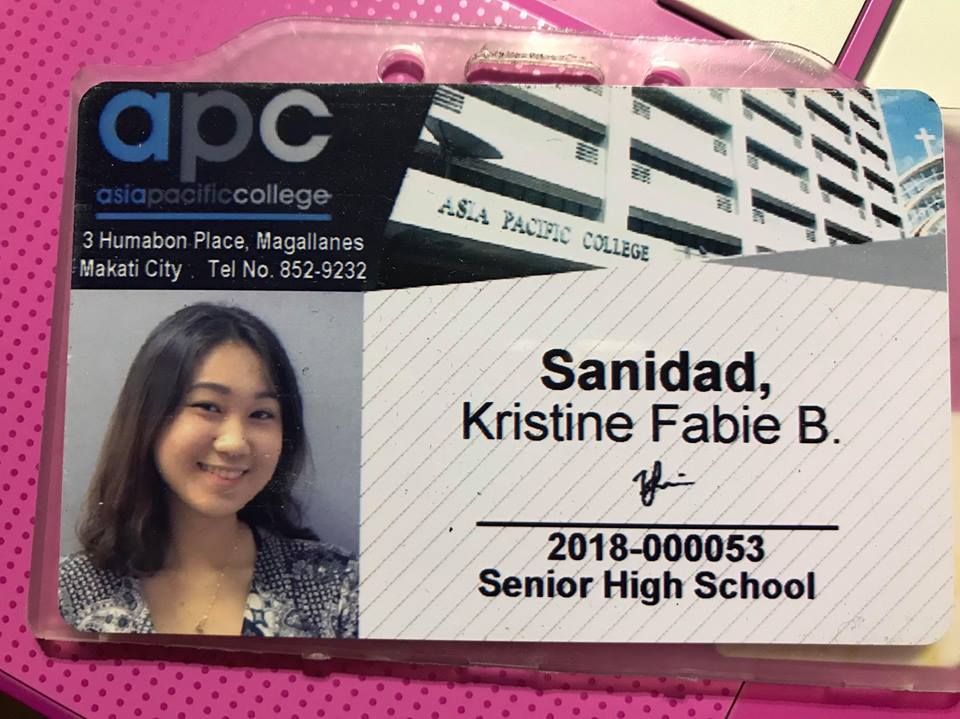 apc
asiapacificcollege
3 Humabon Place, Magallanes
Makati City Tel No. 852-9232
ASIA PACIFIC COLLEGE
Sanidad,
Kristine Fabie B.
2018-000053
Senior High School